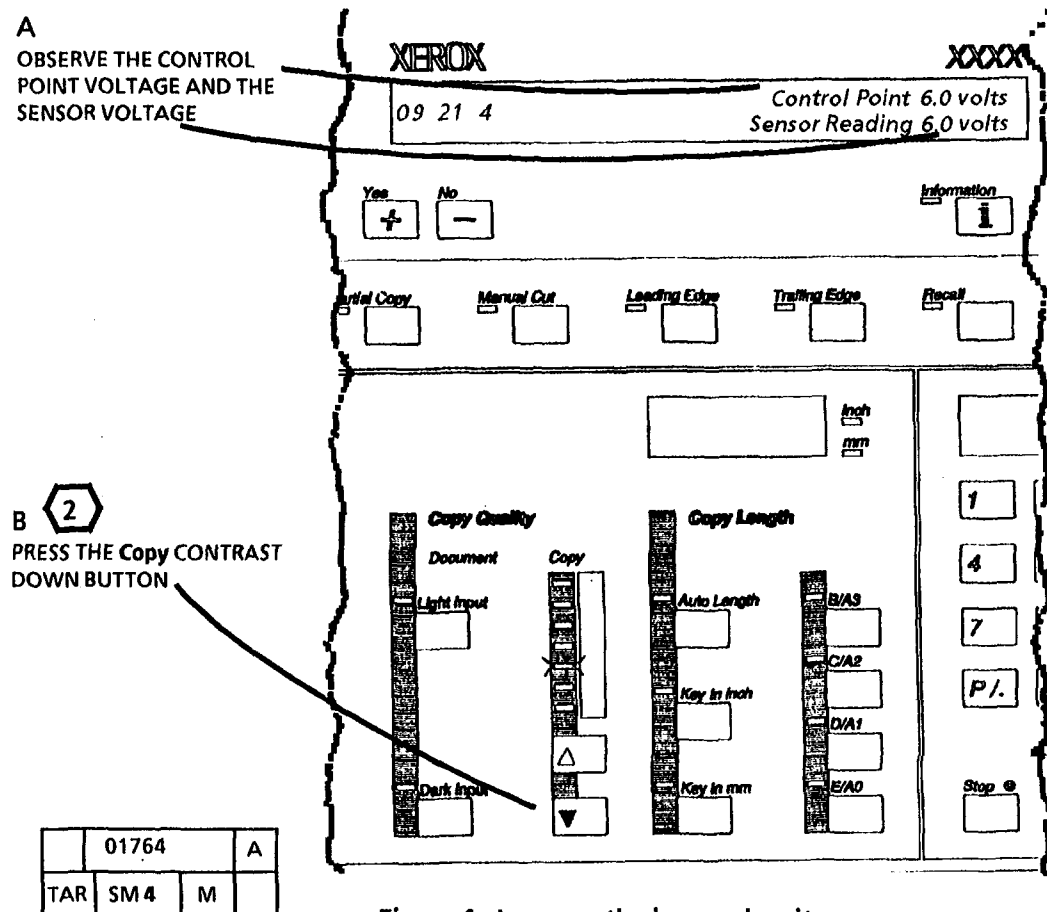 A
OBSERVE THE CONTROL
POINT VOLTAGE AND THE
SENSOR VOLTAGE
XEROX
XXXX
09 21 4
Control Point 6.0 volts
Sensor Reading 6.0 volts
Yes
No
Information
+
−
i
artial Copy
Manual Cut
Leading Edge
Trailing Edge
Recall
Inch
mm
B 2
PRESS THE Copy CONTRAST
DOWN BUTTON
Copy Quality
Copy Length
Document
Copy
Light Input
Auto Length
B/A3
C/A2
Key in Inch
D/A1
Dark Input
Key in mm
E/A0
1
4
7
P/.
Stop
01764 A
TAR SM 4 M